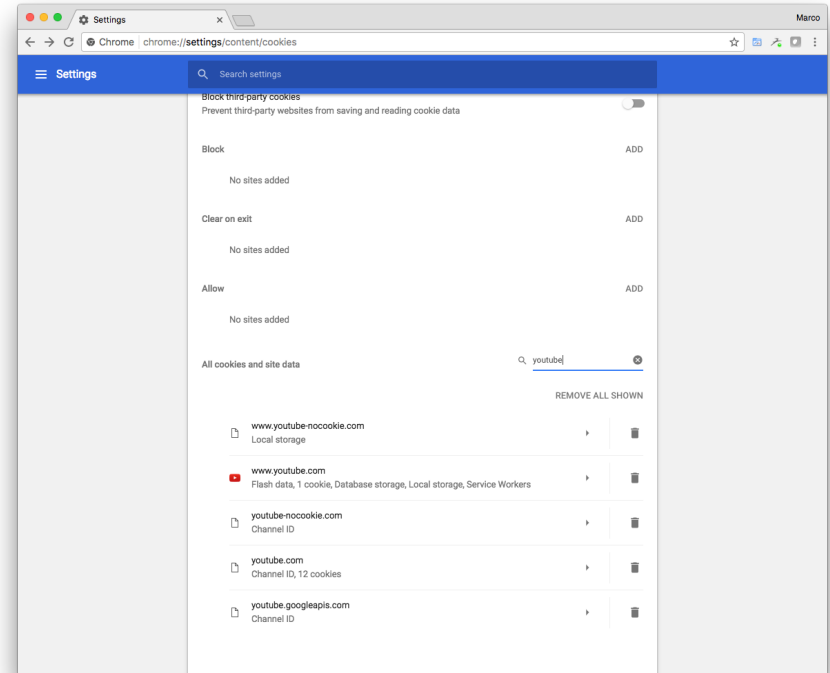 Settings
Marco
Chrome chrome://settings/content/cookies
Settings
Search settings
Block third-party cookies
Prevent third-party websites from saving and reading cookie data
Block ADD
No sites added
Clear on exit ADD
No sites added
Allow ADD
No sites added
All cookies and site data youtube
REMOVE ALL SHOWN
www.youtube-nocookie.com
Local storage
www.youtube.com
Flash data, 1 cookie, Database storage, Local storage, Service Workers
youtube-nocookie.com
Channel ID
youtube.com
Channel ID, 12 cookies
youtube.googleapis.com
Channel ID